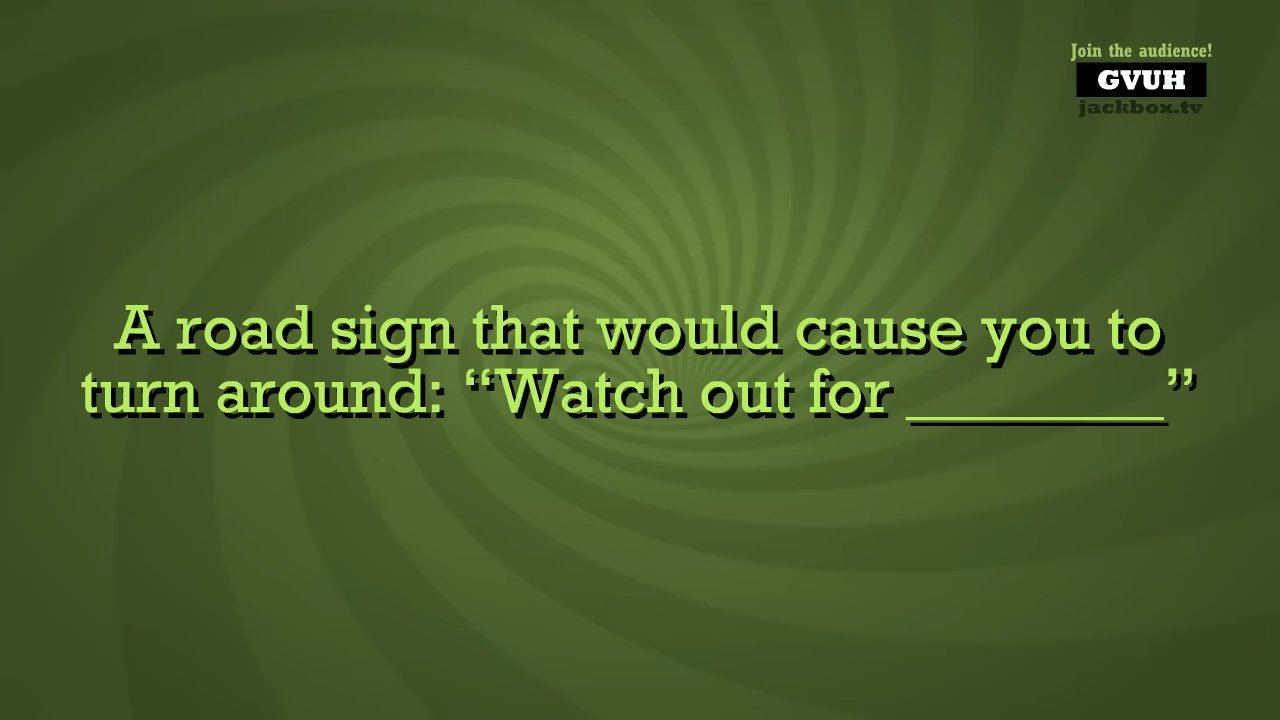 Join the audience!
GVUH
jackbox.tv
A road sign that would cause you to
turn around: “Watch out for ________”